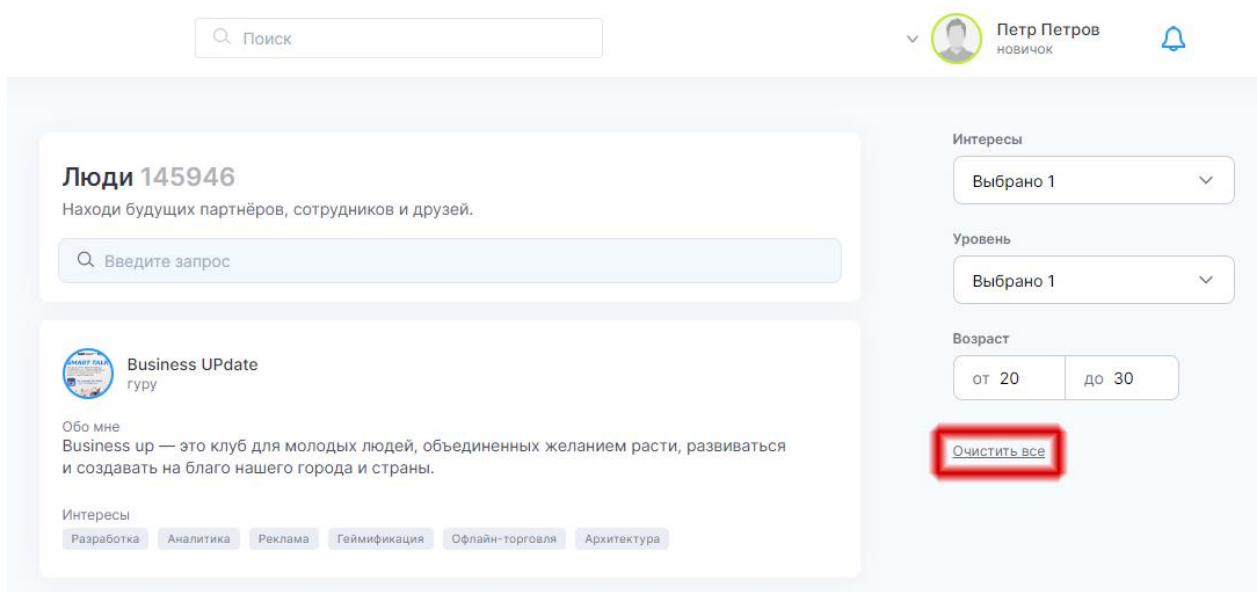 Поиск
Петр Петров
новичок
Люди 145946
Находи будущих партнёров, сотрудников и друзей.
Введите запрос
Business UPdate
гуру
Обо мне
Business up — это клуб для молодых людей, объединенных желанием расти, развиваться
и создавать на благо нашего города и страны.
Интересы
Разработка Аналитика Реклама Геймификация Офлайн-торговля Архитектура
Интересы
Выбрано 1
Уровень
Выбрано 1
Возраст
от 20 до 30
Очистить все